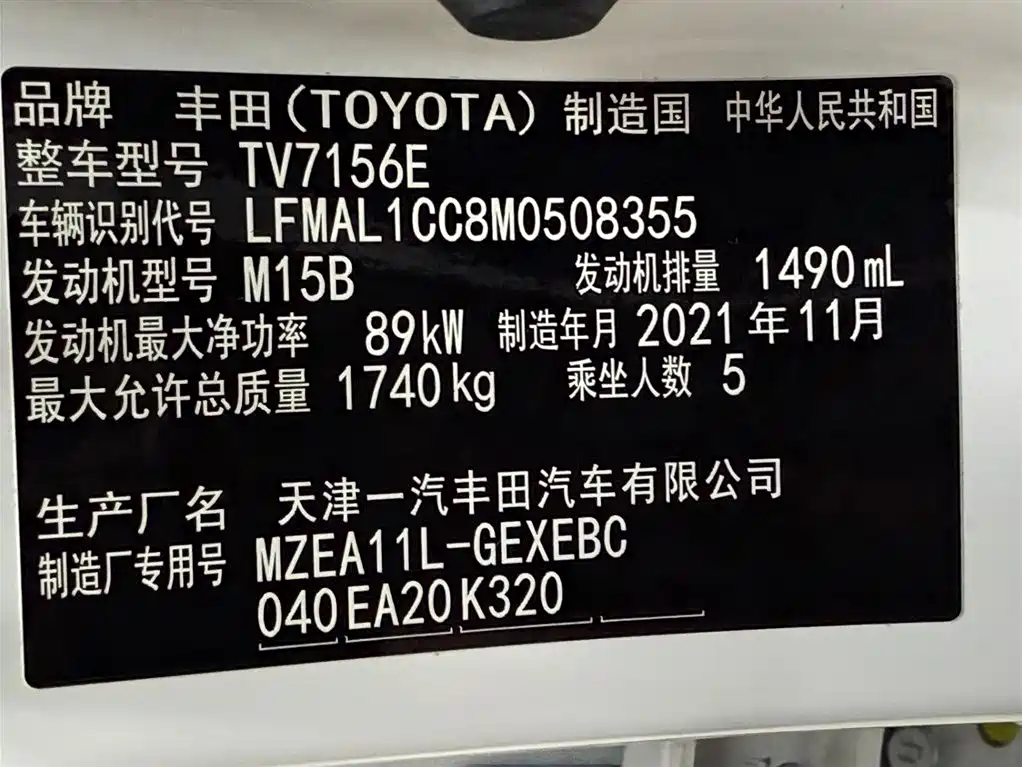 品牌 丰田(TOYOTA) 制造国 中华人民共和国
整车型号 TV7156E
车辆识别代号 LFMAL1CC8M0508355
发动机型号 M15B 发动机排量 1490mL
发动机最大净功率 89kW 制造年月 2021年11月
最大允许总质量 1740kg 乘坐人数 5
生产厂名 天津一汽丰田汽车有限公司
制造厂专用号 MZEA11L-GEXEBC
040 EA20 K320